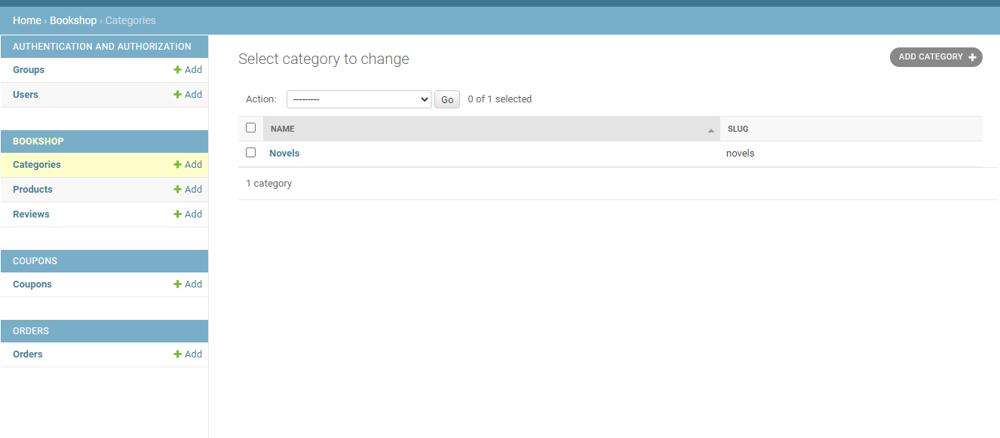 Home › Bookshop › Categories
AUTHENTICATION AND AUTHORIZATION
Groups Add
Users Add
BOOKSHOP
Categories Add
Products Add
Reviews Add
COUPONS
Coupons Add
ORDERS
Orders Add
Select category to change
ADD CATEGORY
Action: --------- Go 0 of 1 selected
NAME SLUG
Novels novels
1 category